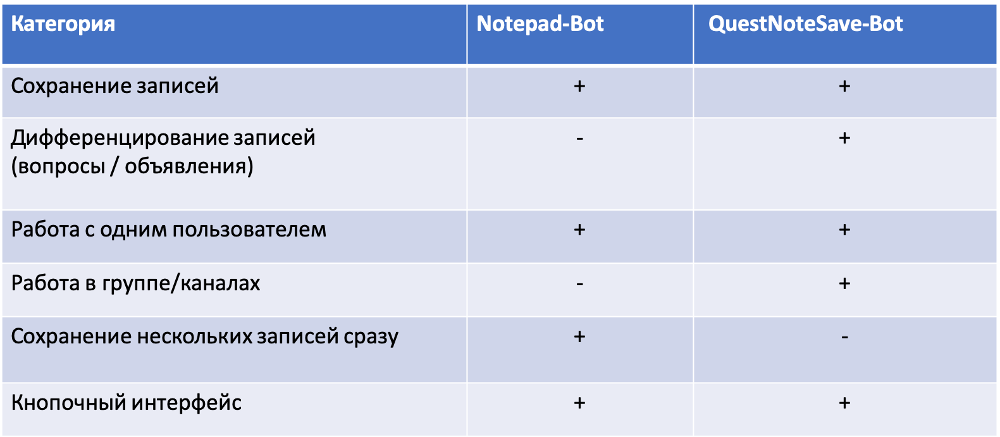 Категория Notepad-Bot QuestNoteSave-Bot
Сохранение записей + +
Дифференцирование записей - +
(вопросы / объявления)
Работа с одним пользователем + +
Работа в группе/каналах - +
Сохранение нескольких записей сразу + -
Кнопочный интерфейс + +